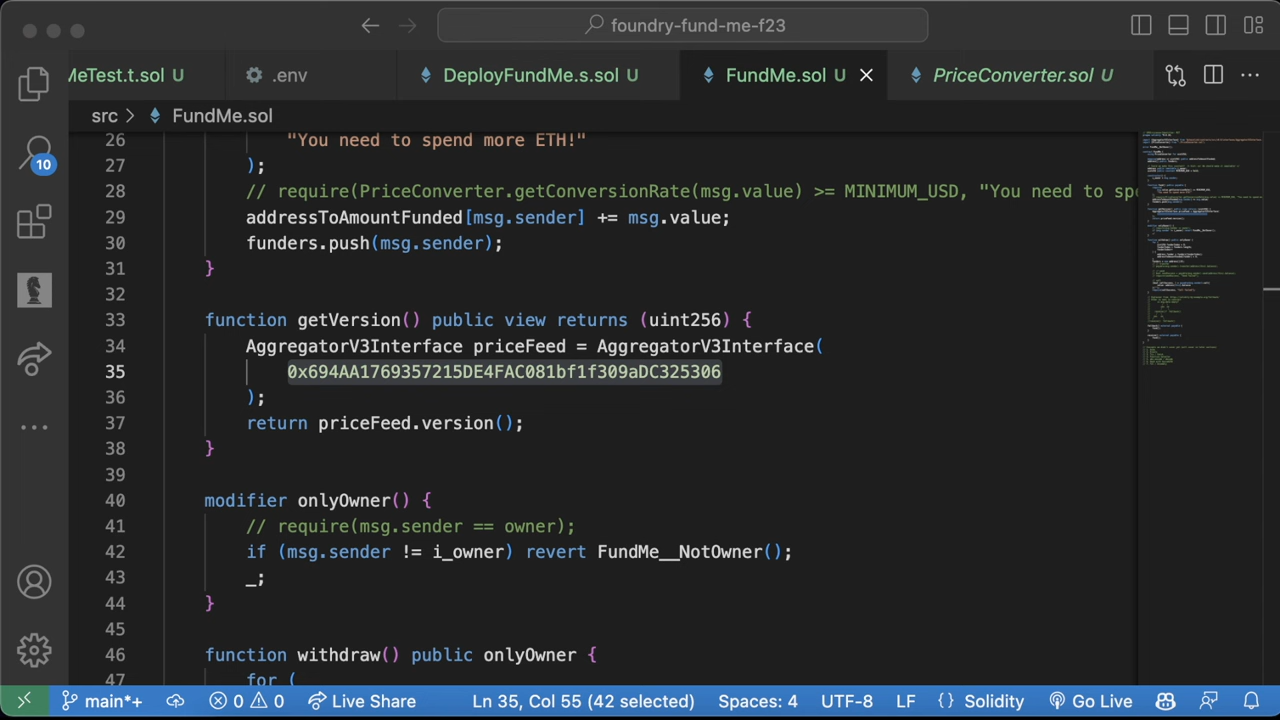 foundry-fund-me-f23
MeTest.t.sol U
.env
DeployFundMe.s.sol U
FundMe.sol U
PriceConverter.sol U
src > FundMe.sol
10
26 "You need to spend more ETH!"
27 );
28 // require(PriceConverter.getConversionRate(msg.value) >= MINIMUM_USD, "You need to sp
29 addressToAmountFunded[msg.sender] += msg.value;
30 funders.push(msg.sender);
31 }
32
33 function getVersion() public view returns (uint256) {
34 AggregatorV3Interface priceFeed = AggregatorV3Interface(
35 0x694AA1769357215DE4FAC081bf1f309aDC325306
36 );
37 return priceFeed.version();
38 }
39
40 modifier onlyOwner() {
41 // require(msg.sender == owner);
42 if (msg.sender != i_owner) revert FundMe__NotOwner();
43 _;
44 }
45
46 function withdraw() public onlyOwner {
47 for (
main*+ 0 0 Live Share Ln 35, Col 55 (42 selected) Spaces: 4 UTF-8 LF {} Solidity Go Live